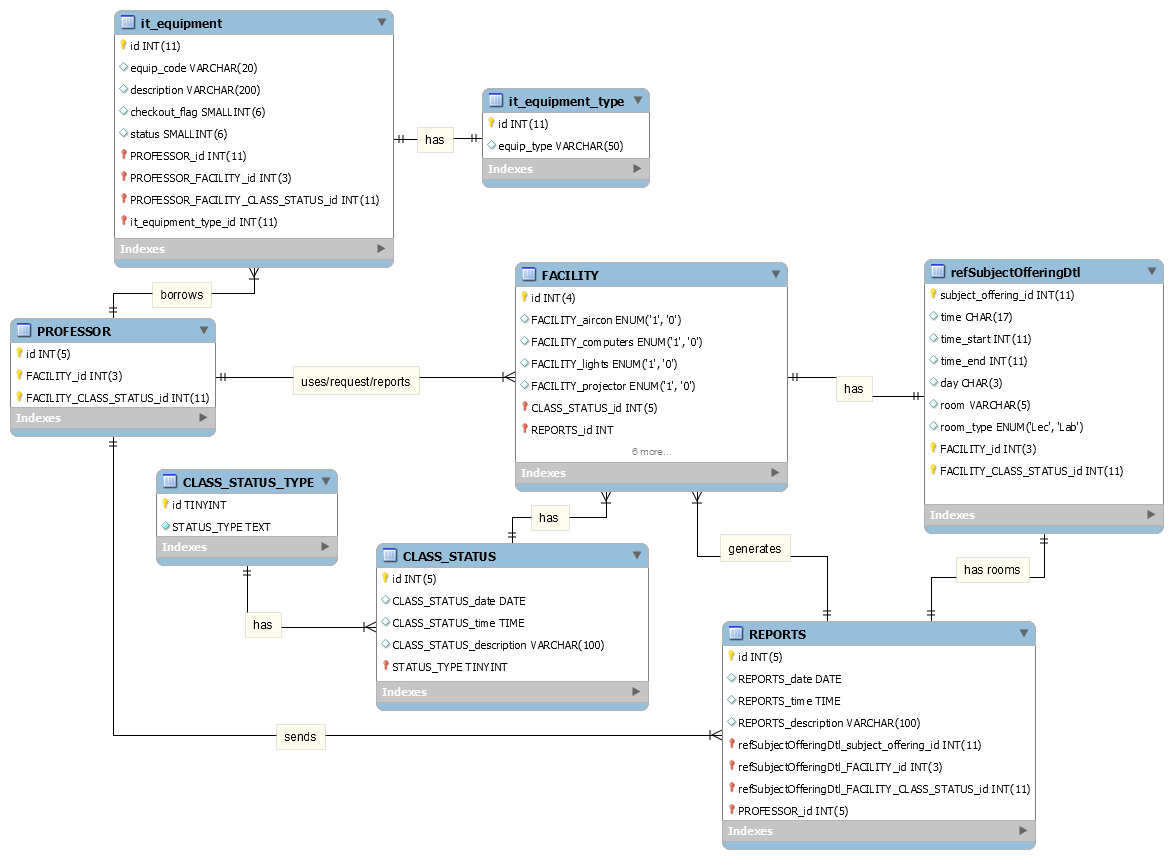 it_equipment
id INT(11)
equip_code VARCHAR(20)
description VARCHAR(200)
checkout_flag SMALLINT(6)
status SMALLINT(6)
PROFESSOR_id INT(11)
PROFESSOR_FACILITY_id INT(3)
PROFESSOR_FACILITY_CLASS_STATUS_id INT(11)
it_equipment_type_id INT(11)
Indexes
has
it_equipment_type
id INT(11)
equip_type VARCHAR(50)
Indexes
borrows
PROFESSOR
id INT(5)
FACILITY_id INT(3)
FACILITY_CLASS_STATUS_id INT(11)
Indexes
uses/request/reports
FACILITY
id INT(4)
FACILITY_aircon ENUM('1', '0')
FACILITY_computers ENUM('1', '0')
FACILITY_lights ENUM('1', '0')
FACILITY_projector ENUM('1', '0')
CLASS_STATUS_id INT(5)
REPORTS_id INT
6 more...
Indexes
has
refSubjectOfferingDtl
subject_offering_id INT(11)
time CHAR(17)
time_start INT(11)
time_end INT(11)
day CHAR(3)
room VARCHAR(5)
room_type ENUM('Lec', 'Lab')
FACILITY_id INT(3)
FACILITY_CLASS_STATUS_id INT(11)
Indexes
CLASS_STATUS_TYPE
id TINYINT
STATUS_TYPE TEXT
Indexes
has
has
CLASS_STATUS
id INT(5)
CLASS_STATUS_date DATE
CLASS_STATUS_time TIME
CLASS_STATUS_description VARCHAR(100)
STATUS_TYPE TINYINT
Indexes
generates
has rooms
sends
REPORTS
id INT(5)
REPORTS_date DATE
REPORTS_time TIME
REPORTS_description VARCHAR(100)
refSubjectOfferingDtl_subject_offering_id INT(11)
refSubjectOfferingDtl_FACILITY_id INT(3)
refSubjectOfferingDtl_FACILITY_CLASS_STATUS_id INT(11)
PROFESSOR_id INT(5)
Indexes